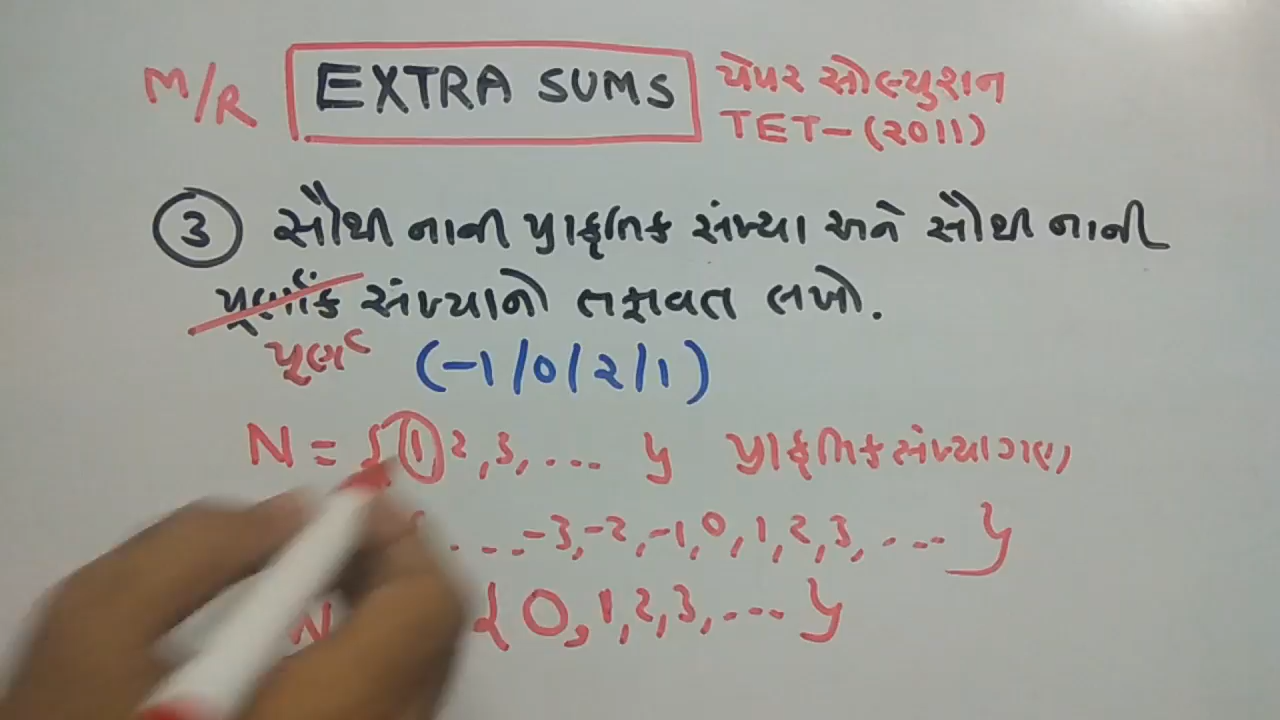 M/R EXTRA SUMS પેપર સોલ્યુશન
TET-(૨૦૧૧)
③ સૌથી નાની પ્રાકૃતિક સંખ્યા અને સૌથી નાની
પૂર્ણાંક સંખ્યાનો તફાવત લખો.
પૂર્ણ (-1/0/2/1)
N = {1 2, 3, ... } પ્રાકૃતિક સંખ્યાગણ
... -3, -2, -1, 0, 1, 2, 3, ... }
{0, 1, 2, 3, ... }